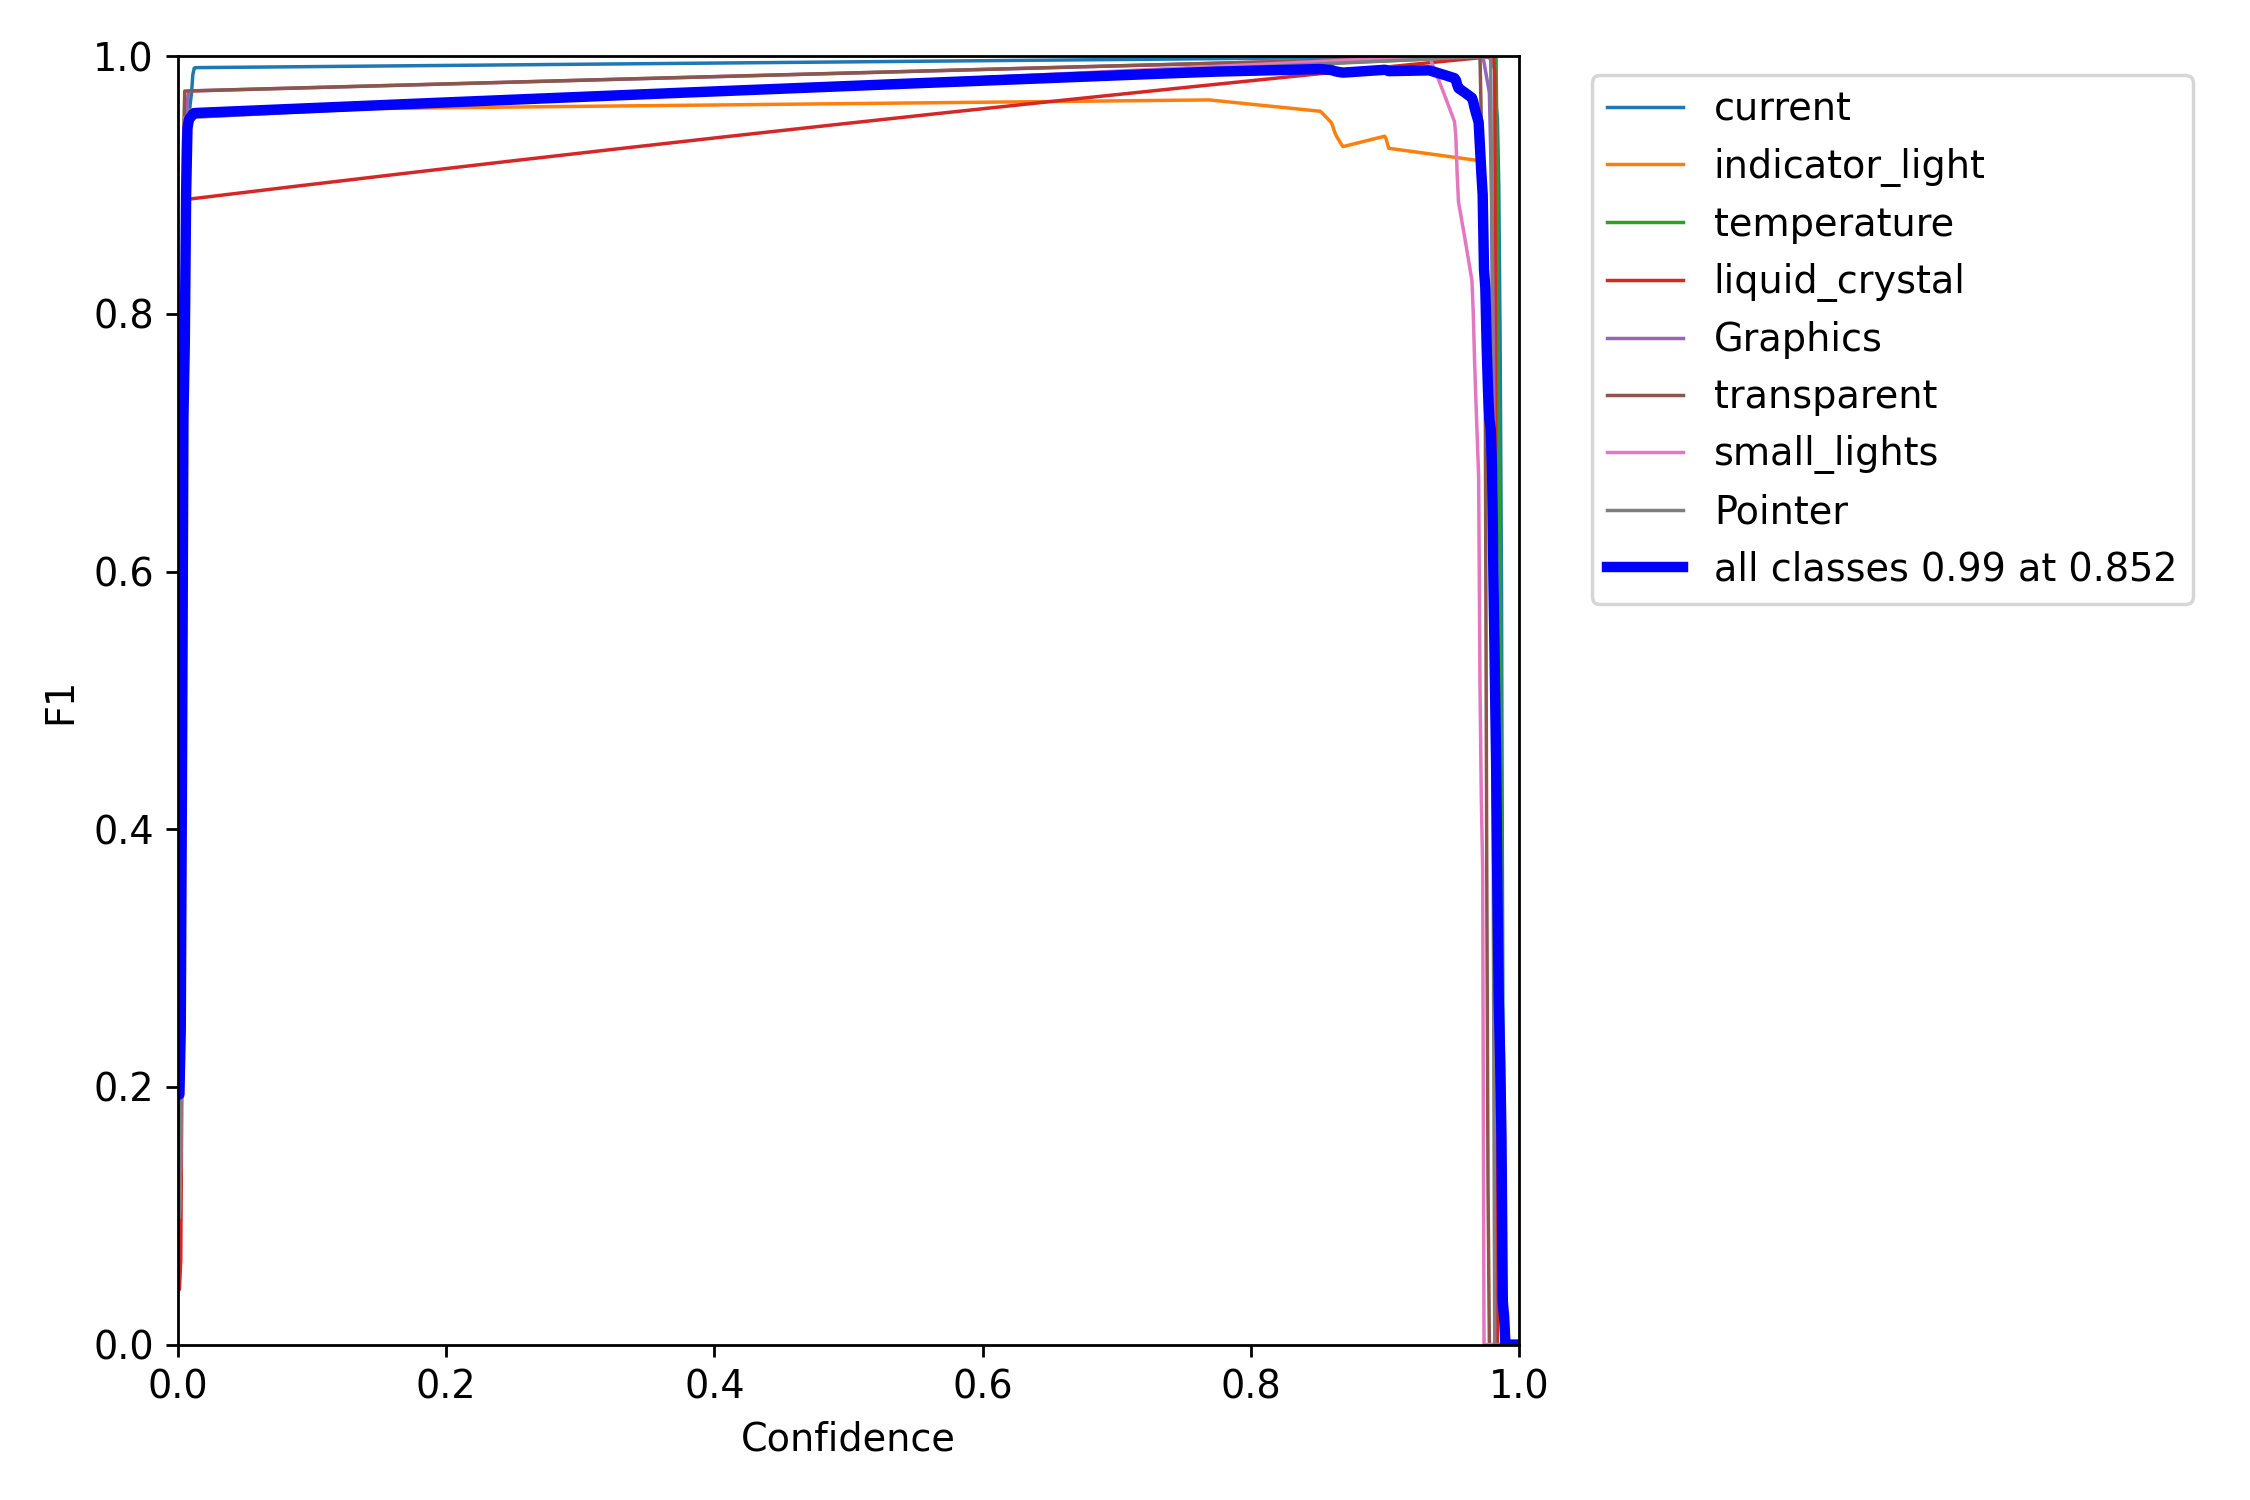 1.0
0.8
0.6
0.4
0.2
0.0
F1
0.0 0.2 0.4 0.6 0.8 1.0
Confidence
current
indicator_light
temperature
liquid_crystal
Graphics
transparent
small_lights
Pointer
all classes 0.99 at 0.852